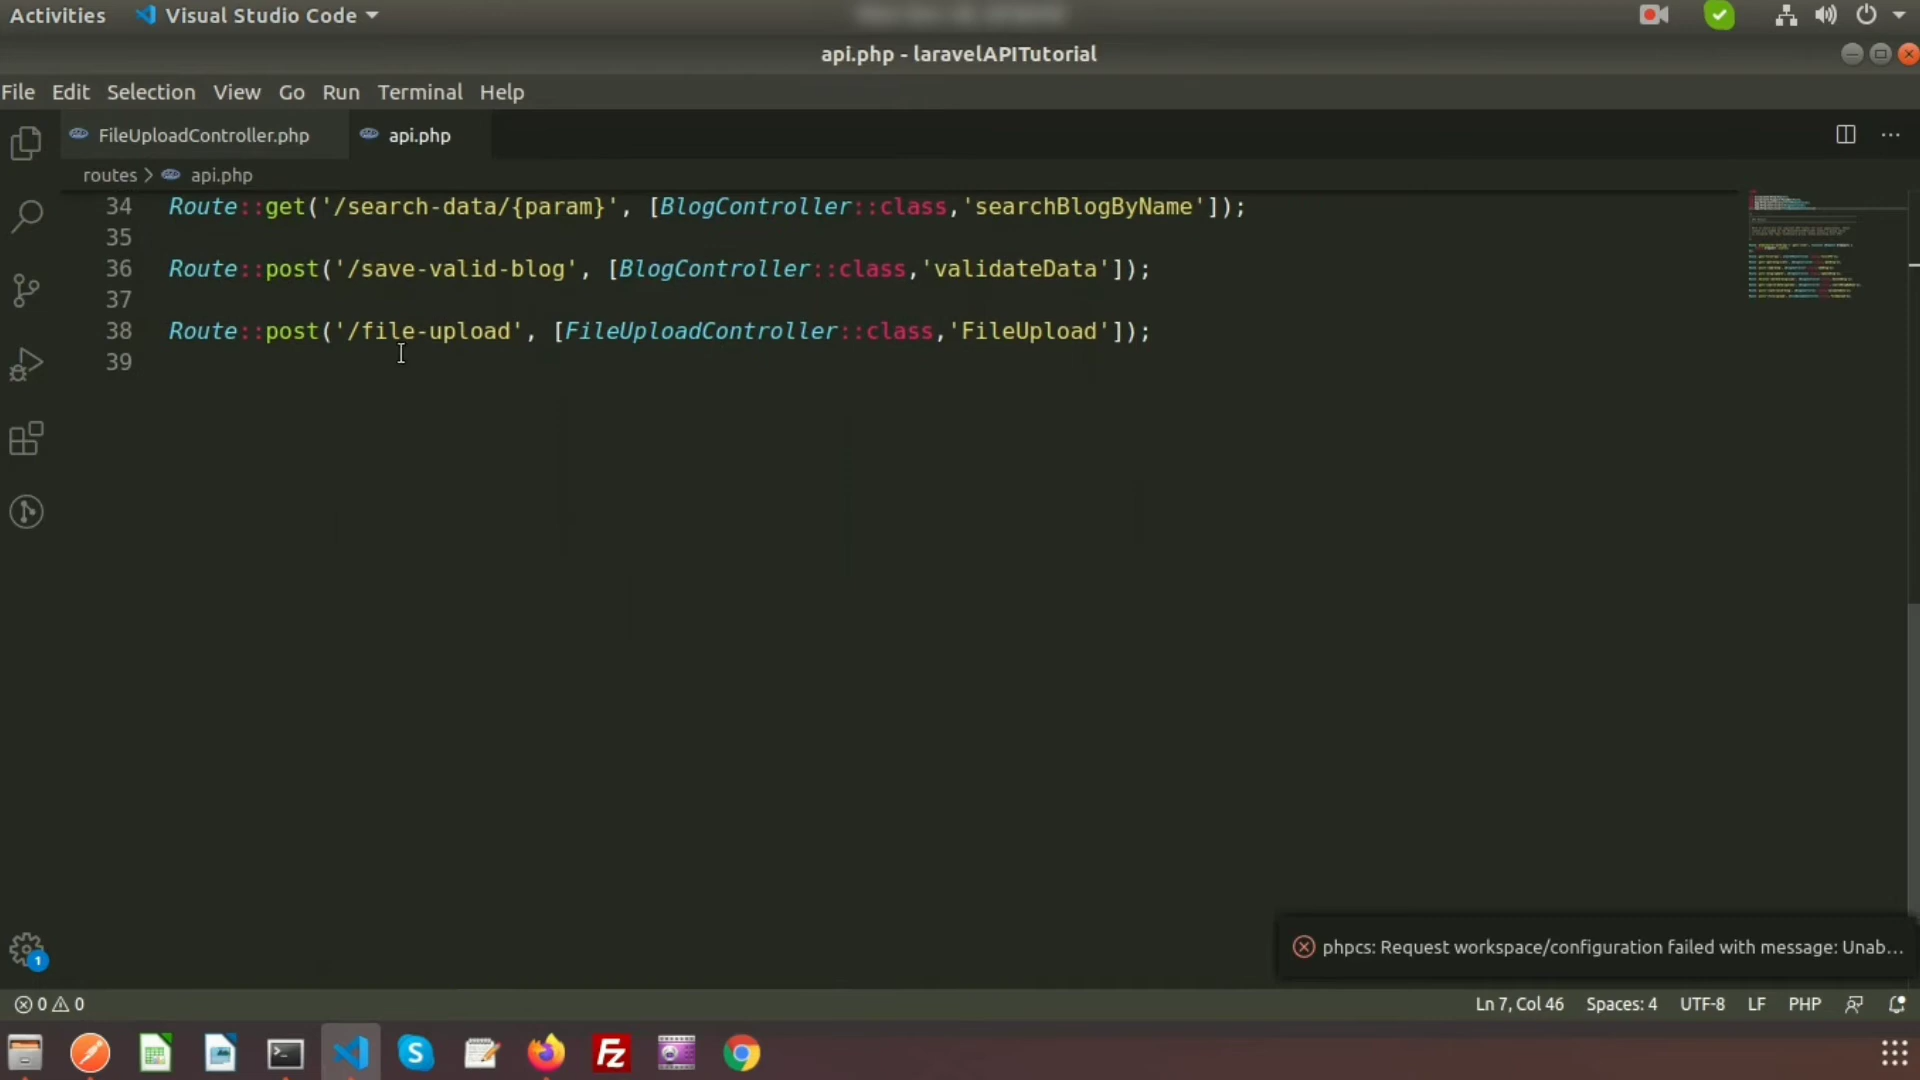 Activities Visual Studio Code
api.php - laravelAPITutorial
File Edit Selection View Go Run Terminal Help
FileUploadController.php api.php
routes > api.php
34 Route::get('/search-data/{param}', [BlogController::class,'searchBlogByName']);
35
36 Route::post('/save-valid-blog', [BlogController::class,'validateData']);
37
38 Route::post('/file-upload', [FileUploadController::class,'FileUpload']);
39
1
phpcs: Request workspace/configuration failed with message: Unab...
0 0 Ln 7, Col 46 Spaces: 4 UTF-8 LF PHP